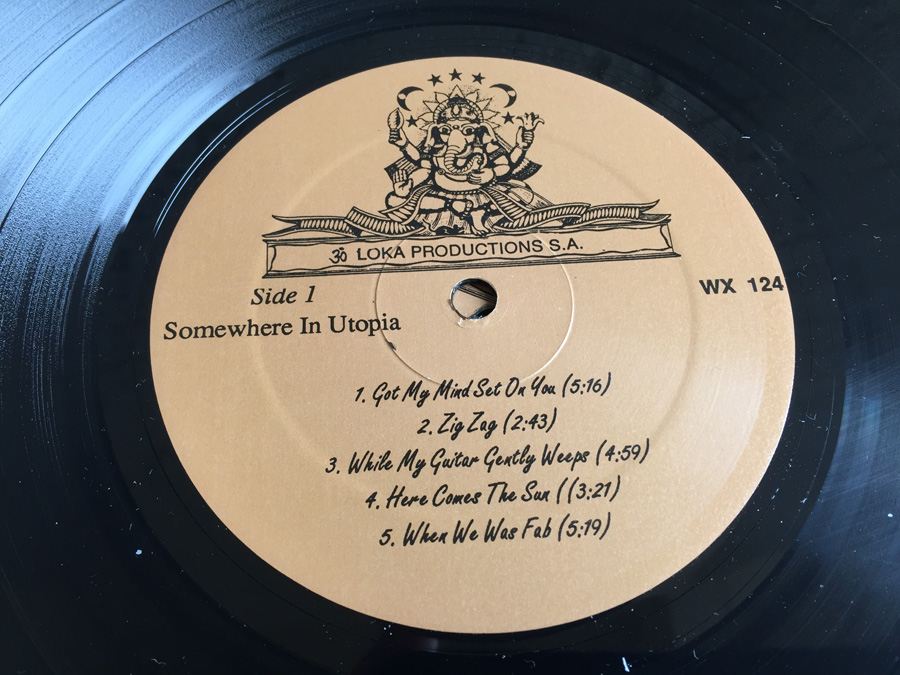 ॐ LOKA PRODUCTIONS S.A.
Side 1
WX 124
Somewhere In Utopia
1. Got My Mind Set On You (5:16)
2. Zig Zag (2:43)
3. While My Guitar Gently Weeps (4:59)
4. Here Comes The Sun ((3:21)
5. When We Was Fab (5:19)